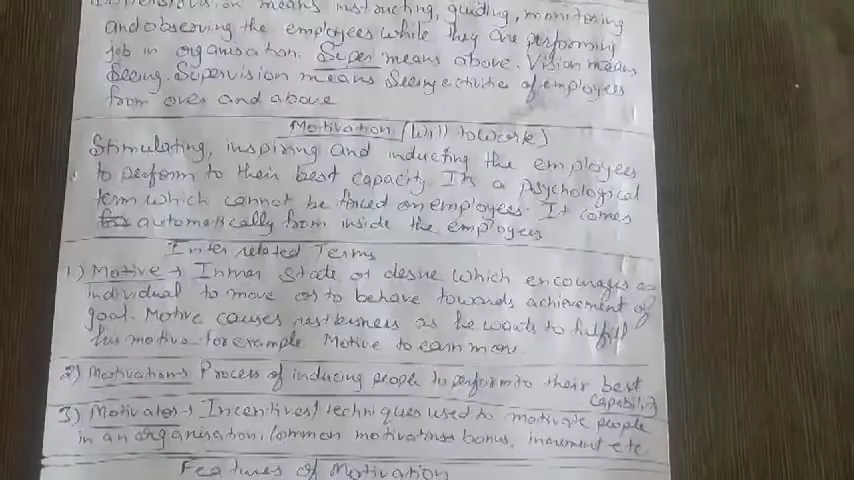 Supervision means instructing, guiding, monitoring
and observing the employees while they are performing
job in organisation. Super means above. Vision means
Seeing. Supervision means Seeing activities of employees
from over and above
Motivation (Will to work)
Stimulating, inspiring and inducting the employees
to perform to their best capacity. It a psychological
term which cannot be forced on employees. It comes
automatically from inside the employees
Inter related Terms
1.) Motive → Inner State of desire which encourages an
individual to move or to behave towards achievement of
goal. Motive causes restlessness as he wants to fulfill
his motive. For example. Motive to earn more.
2) Motivation → Process of inducing people to perform to their best
capability
3) Motivator → Incentives/techniques used to motivate people
in an organisation. Common motivators bonus, increment etc.
Features of Motivation